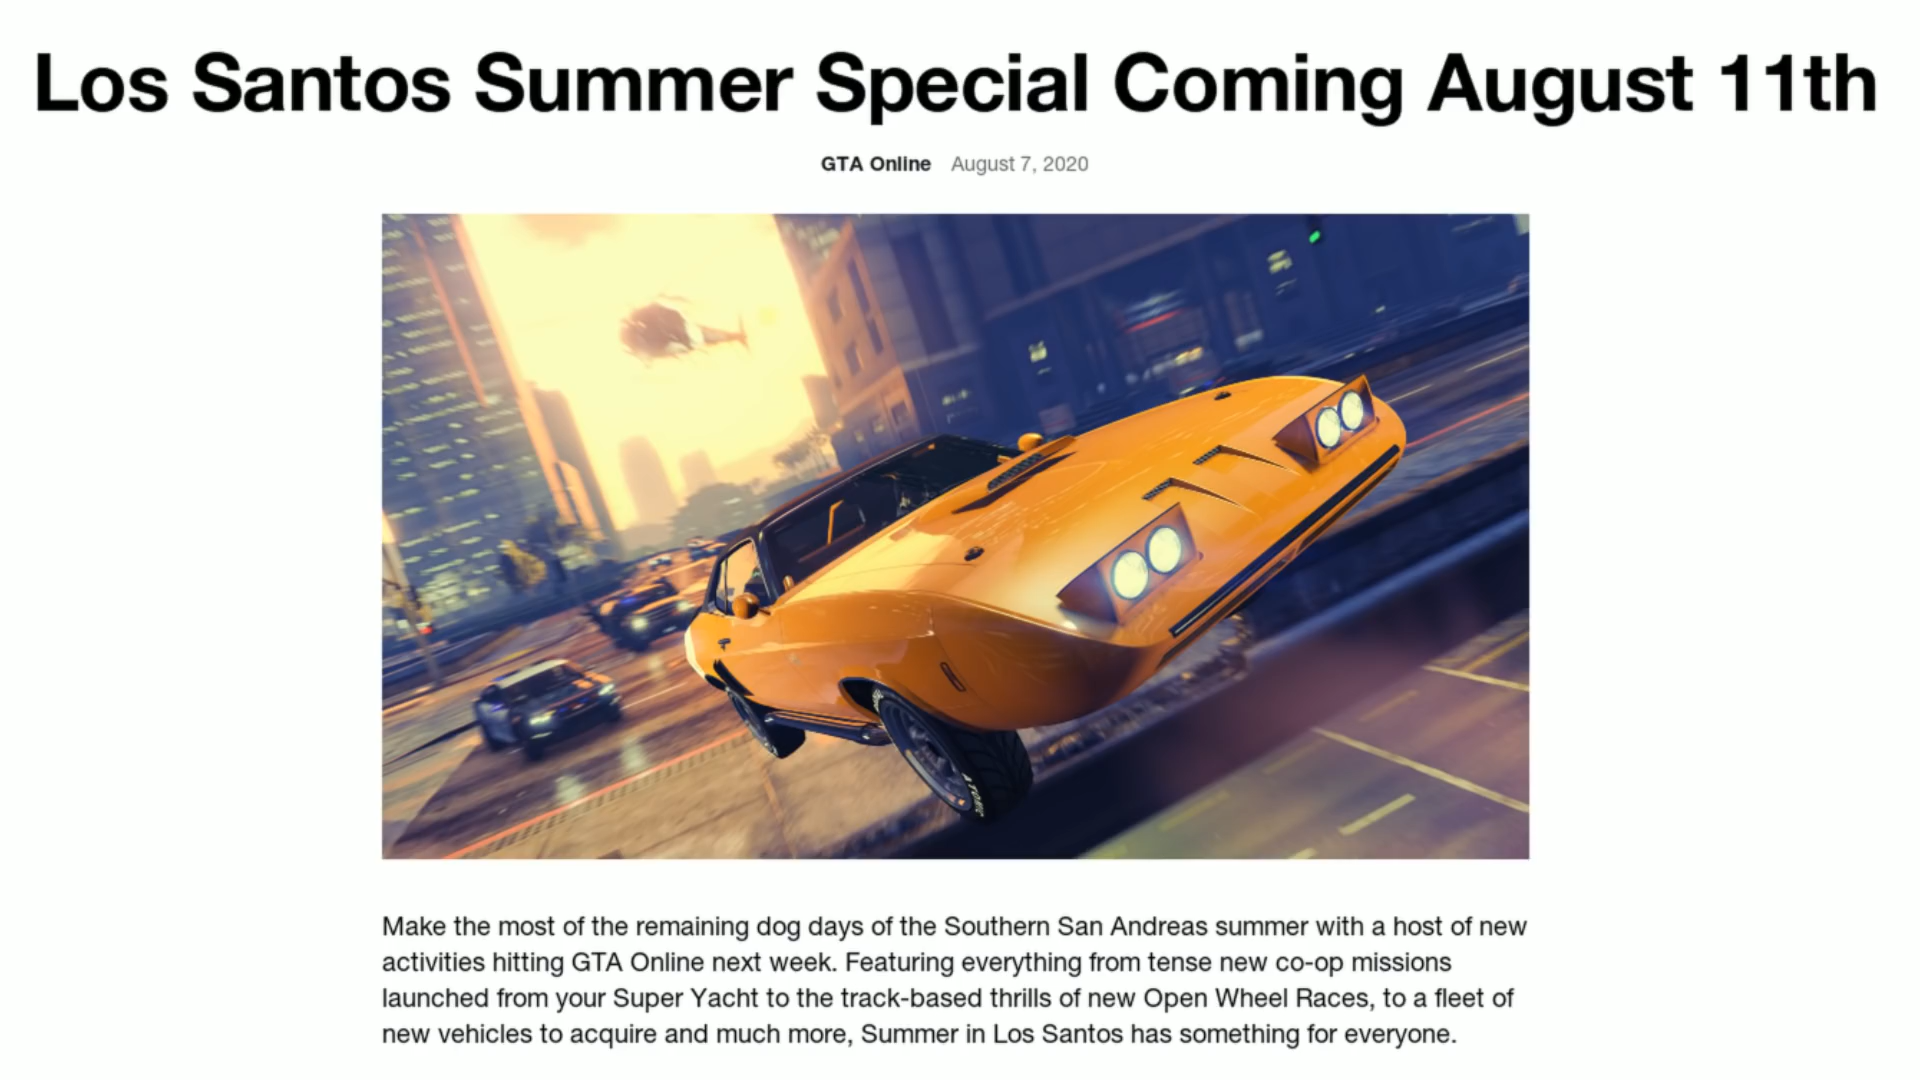 Los Santos Summer Special Coming August 11th
GTA Online August 7, 2020
Make the most of the remaining dog days of the Southern San Andreas summer with a host of new
activities hitting GTA Online next week. Featuring everything from tense new co-op missions
launched from your Super Yacht to the track-based thrills of new Open Wheel Races, to a fleet of
new vehicles to acquire and much more, Summer in Los Santos has something for everyone.